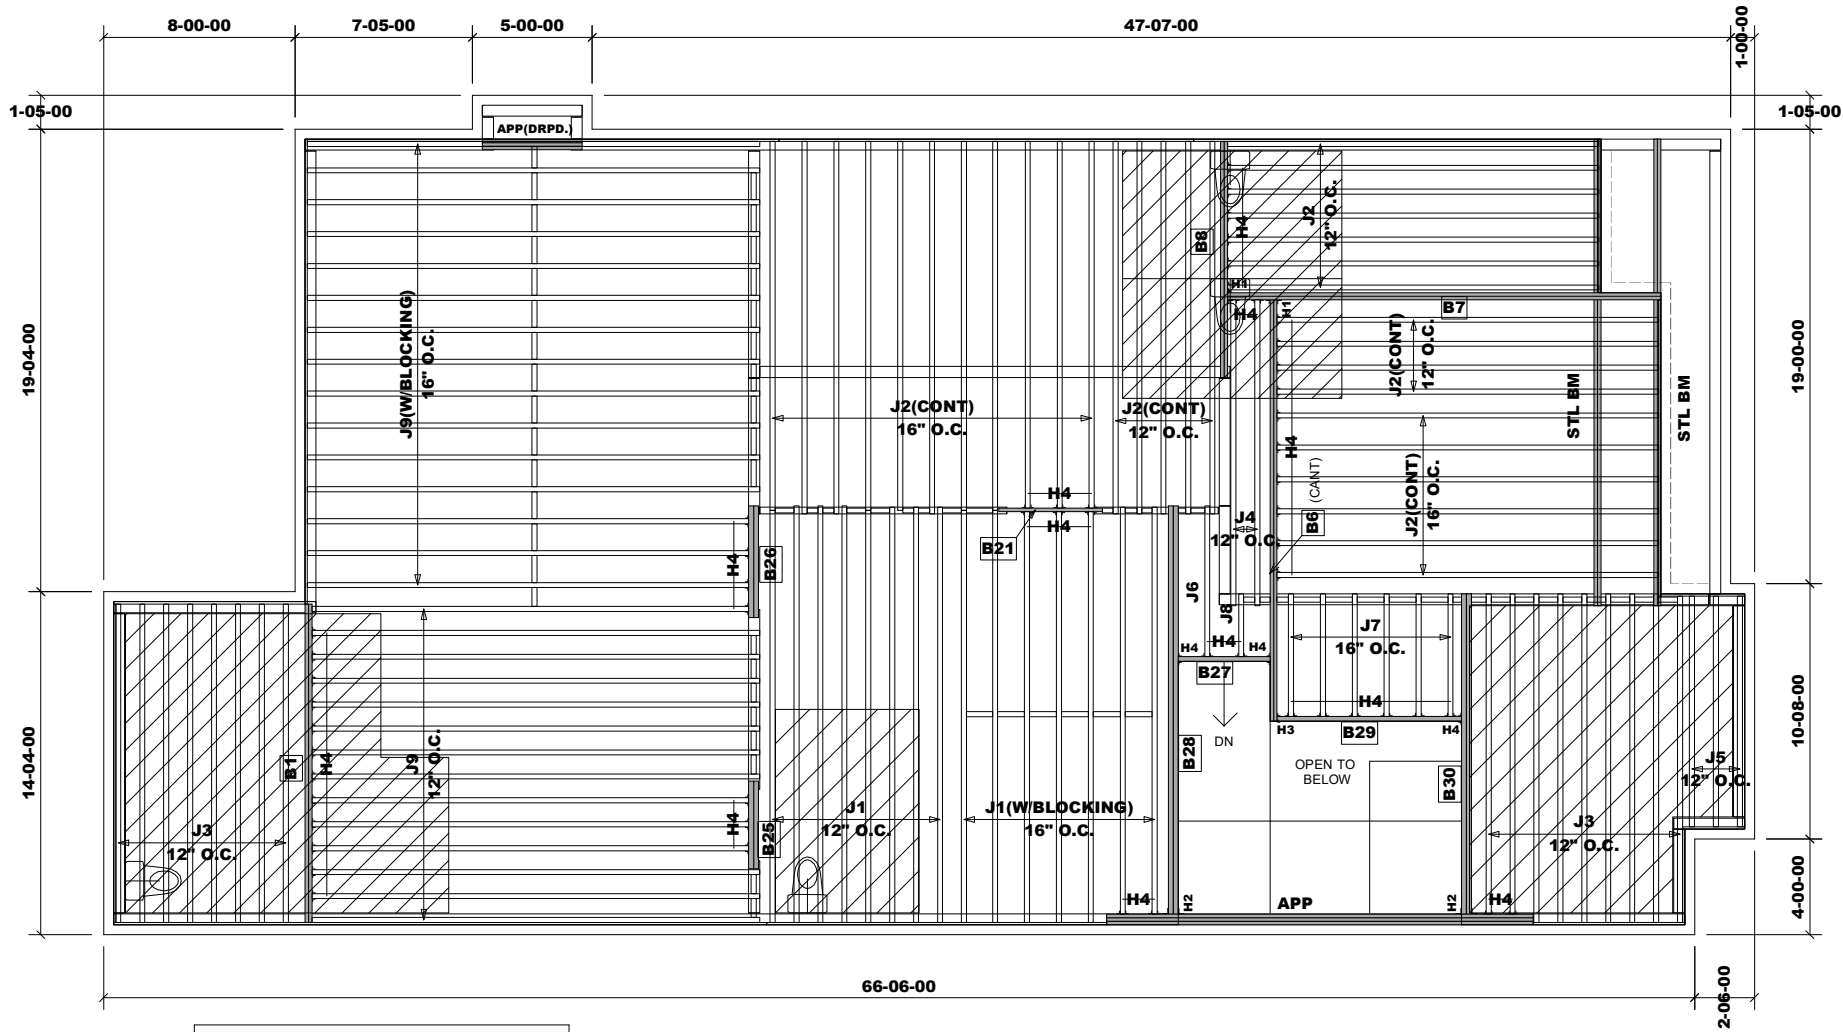 8-00-00
7-05-00
5-00-00
47-07-00
1-00-00
1-05-00
1-05-00
APP(DRPD.)
J9(W/BLOCKING)
16" O.C.
19-04-00
B8
H4
J2
12" O.C.
H1
H4
H1
B7
J2(CONT)
12" O.C.
STL BM
STL BM
19-00-00
J2(CONT)
16" O.C.
J2(CONT)
12" O.C.
H4
J2(CONT)
16" O.C.
H4
H4
B21
B6 (CANT)
J4
12" O.C.
H4
B26
J6
J8
H4
H4
H4
B27
J7
16" O.C.
H4
H3
B29
H4
DN
B28
OPEN TO
BELOW
B30
14-04-00
B1
H4
J9
12" O.C.
10-08-00
J5
12" O.C.
J3
12" O.C.
H4
B25
J1
12" O.C.
J1(W/BLOCKING)
16" O.C.
J3
12" O.C.
H4
H2
APP
H2
H4
4-00-00
66-06-00
2-06-00